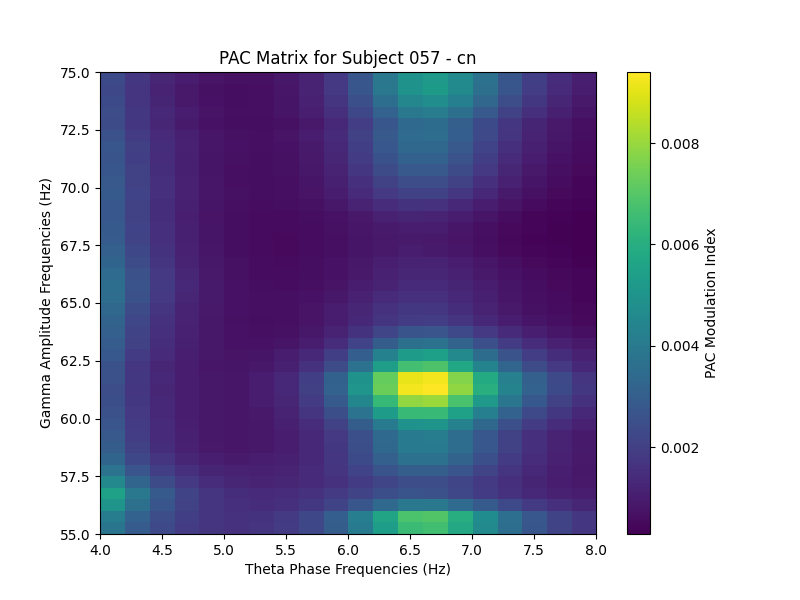 PAC Matrix for Subject 057 - cn
75.0
72.5
70.0
67.5
65.0
62.5
60.0
57.5
55.0
Gamma Amplitude Frequencies (Hz)
4.0 4.5 5.0 5.5 6.0 6.5 7.0 7.5 8.0
Theta Phase Frequencies (Hz)
0.008
0.006
0.004
0.002
PAC Modulation Index